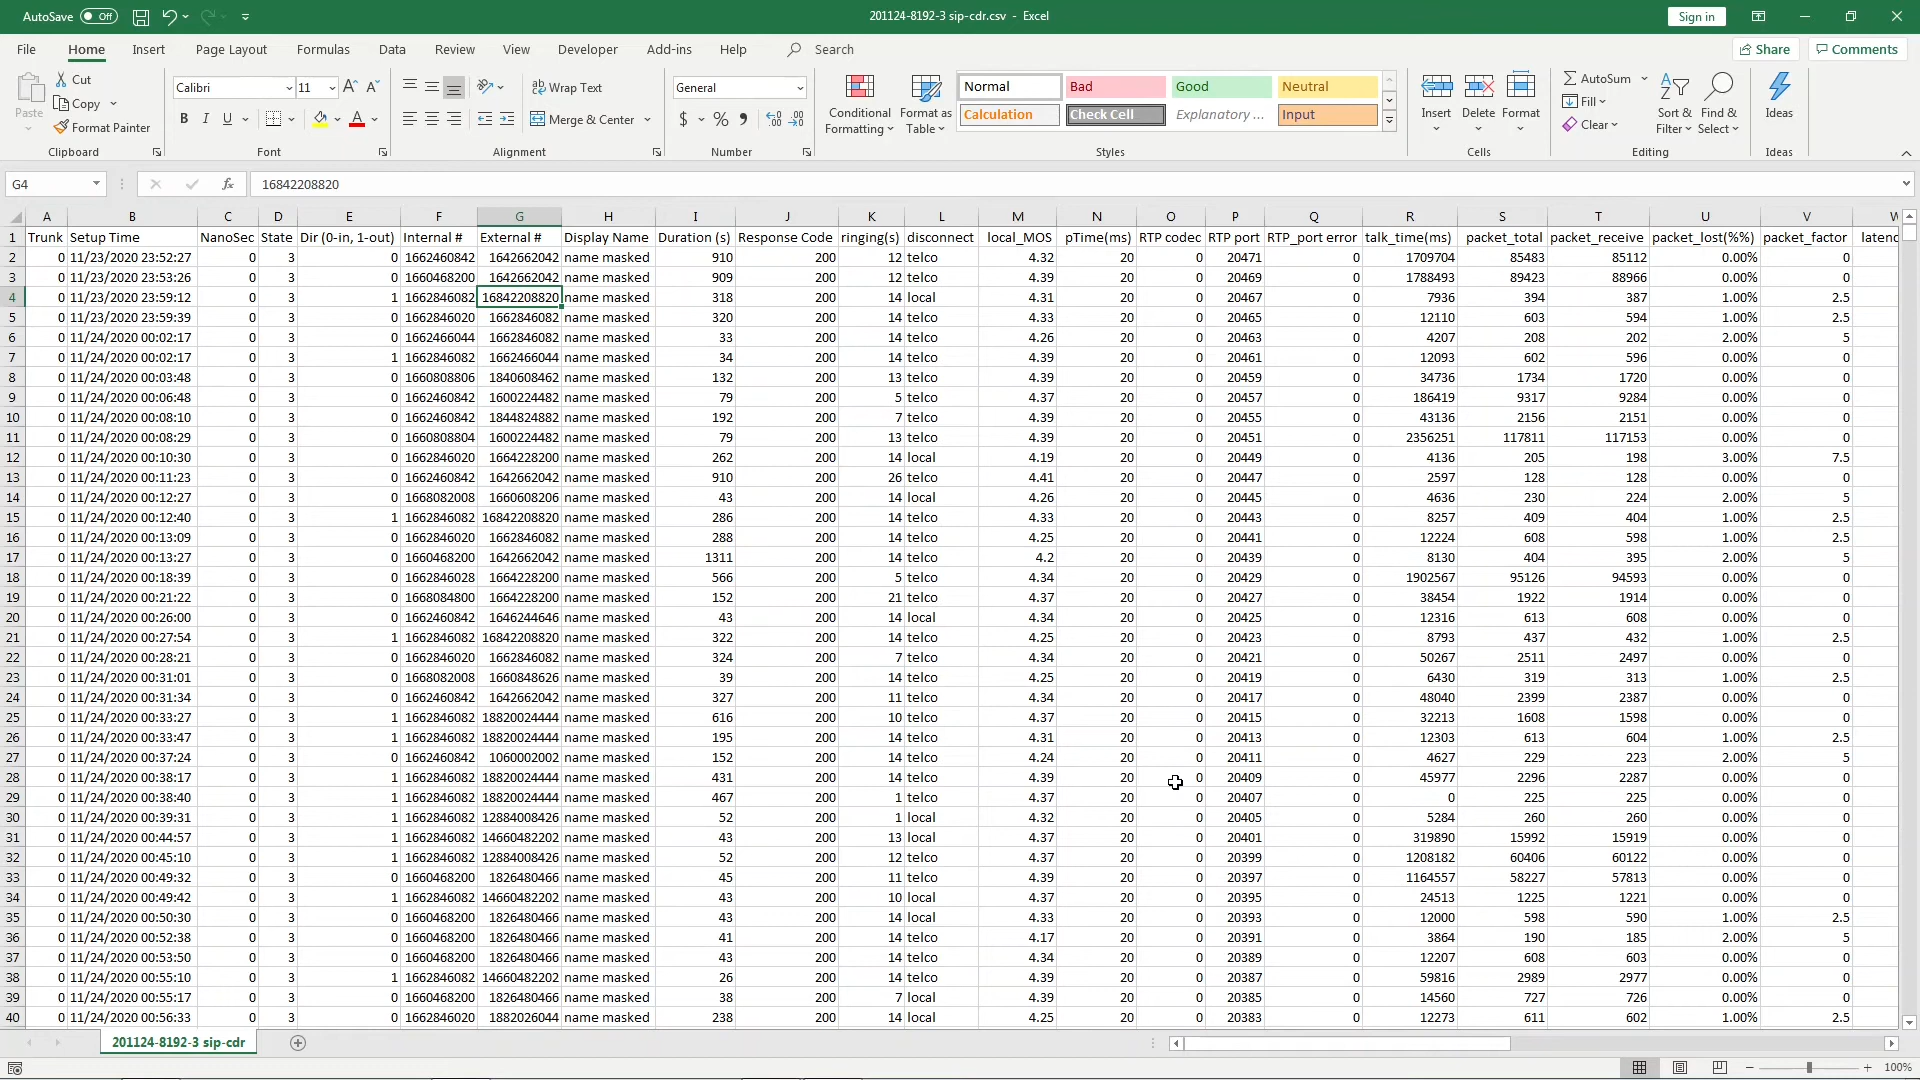 AutoSave Off 201124-8192-3 sip-cdr.csv - Excel Sign in
File Home Insert Page Layout Formulas Data Review View Developer Add-ins Help Search Share Comments
Paste Cut Copy Format Painter Clipboard
Calibri 11 B I U A Font
Wrap Text Merge & Center Alignment
General $ % Number
Conditional Formatting Format as Table Normal Bad Good Neutral Calculation Check Cell Explanatory ... Input Styles
Insert Delete Format Cells
AutoSum Fill Clear Sort & Filter Find & Select Editing
Ideas Ideas
G4 fx 16842208820
A B C D E F G H I J K L M N O P Q R S T U V W
1 Trunk Setup Time NanoSec State Dir (0-in, 1-out) Internal # External # Display Name Duration (s) Response Code ringing(s) disconnect local_MOS pTime(ms) RTP codec RTP port RTP_port error talk_time(ms) packet_total packet_receive packet_lost(%%) packet_factor latenc
2 0 11/23/2020 23:52:27 0 3 0 1662460842 1642662042 name masked 910 200 12 telco 4.32 20 0 20471 0 1709704 85483 85112 0.00% 0
3 0 11/23/2020 23:53:26 0 3 0 1660468200 1642662042 name masked 909 200 12 telco 4.39 20 0 20469 0 1788493 89423 88966 0.00% 0
4 0 11/23/2020 23:59:12 0 3 1 1662846082 16842208820 name masked 318 200 14 local 4.31 20 0 20467 0 7936 394 387 1.00% 2.5
5 0 11/23/2020 23:59:39 0 3 0 1662846020 1662846082 name masked 320 200 14 telco 4.33 20 0 20465 0 12110 603 594 1.00% 2.5
6 0 11/24/2020 00:02:17 0 3 0 1662466044 1662846082 name masked 33 200 14 telco 4.26 20 0 20463 0 4207 208 202 2.00% 5
7 0 11/24/2020 00:02:17 0 3 1 1662846082 1662466044 name masked 34 200 14 telco 4.39 20 0 20461 0 12093 602 596 0.00% 0
8 0 11/24/2020 00:03:48 0 3 0 1660808806 1840608462 name masked 132 200 13 telco 4.39 20 0 20459 0 34736 1734 1720 0.00% 0
9 0 11/24/2020 00:06:48 0 3 0 1662460842 1600224482 name masked 79 200 5 telco 4.37 20 0 20457 0 186419 9317 9284 0.00% 0
10 0 11/24/2020 00:08:10 0 3 0 1662460842 1844824882 name masked 192 200 7 telco 4.39 20 0 20455 0 43136 2156 2151 0.00% 0
11 0 11/24/2020 00:08:29 0 3 0 1660808804 1600224482 name masked 79 200 13 telco 4.39 20 0 20451 0 2356251 117811 117153 0.00% 0
12 0 11/24/2020 00:10:30 0 3 0 1662846020 1664228200 name masked 262 200 14 local 4.19 20 0 20449 0 4136 205 198 3.00% 7.5
13 0 11/24/2020 00:11:23 0 3 0 1662460842 1642662042 name masked 910 200 26 telco 4.41 20 0 20447 0 2597 128 128 0.00% 0
14 0 11/24/2020 00:12:27 0 3 0 1668082008 1660608206 name masked 43 200 14 local 4.26 20 0 20445 0 4636 230 224 2.00% 5
15 0 11/24/2020 00:12:40 0 3 1 1662846082 16842208820 name masked 286 200 14 telco 4.33 20 0 20443 0 8257 409 404 1.00% 2.5
16 0 11/24/2020 00:13:09 0 3 0 1662846020 1662846082 name masked 288 200 14 telco 4.25 20 0 20441 0 12224 608 598 1.00% 2.5
17 0 11/24/2020 00:13:27 0 3 0 1660468200 1642662042 name masked 1311 200 14 telco 4.2 20 0 20439 0 8130 404 395 2.00% 5
18 0 11/24/2020 00:18:39 0 3 0 1662846028 1664228200 name masked 566 200 5 telco 4.34 20 0 20429 0 1902567 95126 94593 0.00% 0
19 0 11/24/2020 00:21:22 0 3 0 1668084800 1664228200 name masked 152 200 21 telco 4.37 20 0 20427 0 38454 1922 1914 0.00% 0
20 0 11/24/2020 00:26:00 0 3 0 1662460842 1646244646 name masked 43 200 14 local 4.34 20 0 20425 0 12316 613 608 0.00% 0
21 0 11/24/2020 00:27:54 0 3 1 1662846082 16842208820 name masked 322 200 14 telco 4.25 20 0 20423 0 8793 437 432 1.00% 2.5
22 0 11/24/2020 00:28:21 0 3 0 1662846020 1662846082 name masked 324 200 7 telco 4.34 20 0 20421 0 50267 2511 2497 0.00% 0
23 0 11/24/2020 00:31:01 0 3 0 1668082008 1660848626 name masked 39 200 14 telco 4.25 20 0 20419 0 6430 319 313 1.00% 2.5
24 0 11/24/2020 00:31:34 0 3 0 1662460842 1642662042 name masked 327 200 11 telco 4.34 20 0 20417 0 48040 2399 2387 0.00% 0
25 0 11/24/2020 00:33:27 0 3 1 1662846082 18820024444 name masked 616 200 10 telco 4.37 20 0 20415 0 32213 1608 1598 0.00% 0
26 0 11/24/2020 00:33:47 0 3 1 1662846082 18820024444 name masked 195 200 14 telco 4.31 20 0 20413 0 12303 613 604 1.00% 2.5
27 0 11/24/2020 00:37:24 0 3 0 1662460842 1060002002 name masked 152 200 14 telco 4.24 20 0 20411 0 4627 229 223 2.00% 5
28 0 11/24/2020 00:38:17 0 3 1 1662846082 18820024444 name masked 431 200 14 telco 4.39 20 0 20409 0 45977 2296 2287 0.00% 0
29 0 11/24/2020 00:38:40 0 3 1 1662846082 18820024444 name masked 467 200 1 telco 4.37 20 0 20407 0 0 225 225 0.00% 0
30 0 11/24/2020 00:39:31 0 3 1 1662846082 12884008426 name masked 52 200 1 local 4.32 20 0 20405 0 5284 260 260 0.00% 0
31 0 11/24/2020 00:44:57 0 3 1 1662846082 14660482202 name masked 43 200 13 local 4.37 20 0 20401 0 319890 15992 15919 0.00% 0
32 0 11/24/2020 00:45:10 0 3 1 1662846082 12884008426 name masked 52 200 12 telco 4.37 20 0 20399 0 1208182 60406 60122 0.00% 0
33 0 11/24/2020 00:49:32 0 3 0 1660468200 1826480466 name masked 45 200 11 telco 4.39 20 0 20397 0 1164557 58227 57813 0.00% 0
34 0 11/24/2020 00:49:42 0 3 1 1662846082 14660482202 name masked 43 200 10 local 4.37 20 0 20395 0 24513 1225 1221 0.00% 0
35 0 11/24/2020 00:50:30 0 3 0 1660468200 1826480466 name masked 43 200 14 local 4.33 20 0 20393 0 12000 598 590 1.00% 2.5
36 0 11/24/2020 00:52:38 0 3 0 1660468200 1826480466 name masked 41 200 14 telco 4.17 20 0 20391 0 3864 190 185 2.00% 5
37 0 11/24/2020 00:53:50 0 3 0 1660468200 1826480466 name masked 43 200 14 telco 4.34 20 0 20389 0 12207 608 603 0.00% 0
38 0 11/24/2020 00:55:10 0 3 1 1662846082 14660482202 name masked 26 200 14 telco 4.39 20 0 20387 0 59816 2989 2977 0.00% 0
39 0 11/24/2020 00:55:17 0 3 0 1660468200 1826480466 name masked 38 200 7 local 4.39 20 0 20385 0 14560 727 726 0.00% 0
40 0 11/24/2020 00:56:33 0 3 0 1662846020 1882026044 name masked 238 200 14 local 4.25 20 0 20383 0 12273 611 602 1.00% 2.5
201124-8192-3 sip-cdr
100%